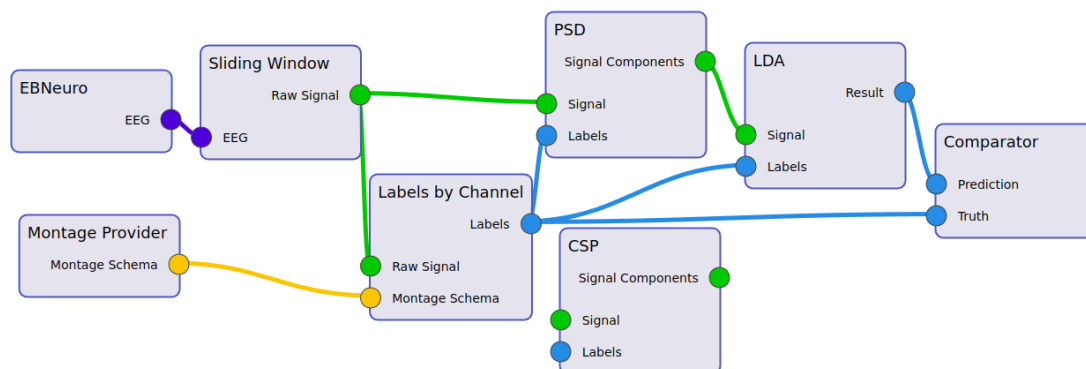 EBNeuro
EEG
Sliding Window
Raw Signal
EEG
Montage Provider
Montage Schema
Labels by Channel
Labels
Raw Signal
Montage Schema
PSD
Signal Components
Signal
Labels
CSP
Signal Components
Signal
Labels
LDA
Result
Signal
Labels
Comparator
Prediction
Truth